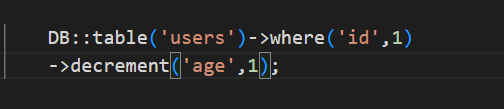 DB::table('users')->where('id',1)
->decrement('age',1);